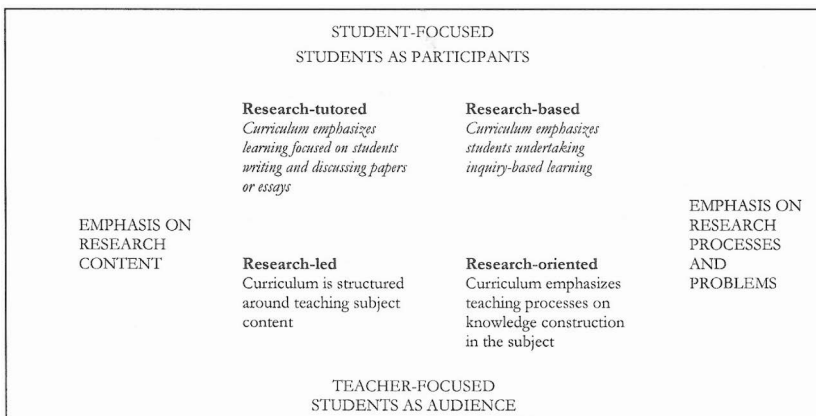 STUDENT-FOCUSED
STUDENTS AS PARTICIPANTS
Research-tutored
Curriculum emphasizes
learning focused on students
writing and discussing papers
or essays
Research-based
Curriculum emphasizes
students undertaking
inquiry-based learning
EMPHASIS ON
RESEARCH
CONTENT
EMPHASIS ON
RESEARCH
PROCESSES
AND
PROBLEMS
Research-led
Curriculum is structured
around teaching subject
content
Research-oriented
Curriculum emphasizes
teaching processes on
knowledge construction
in the subject
TEACHER-FOCUSED
STUDENTS AS AUDIENCE